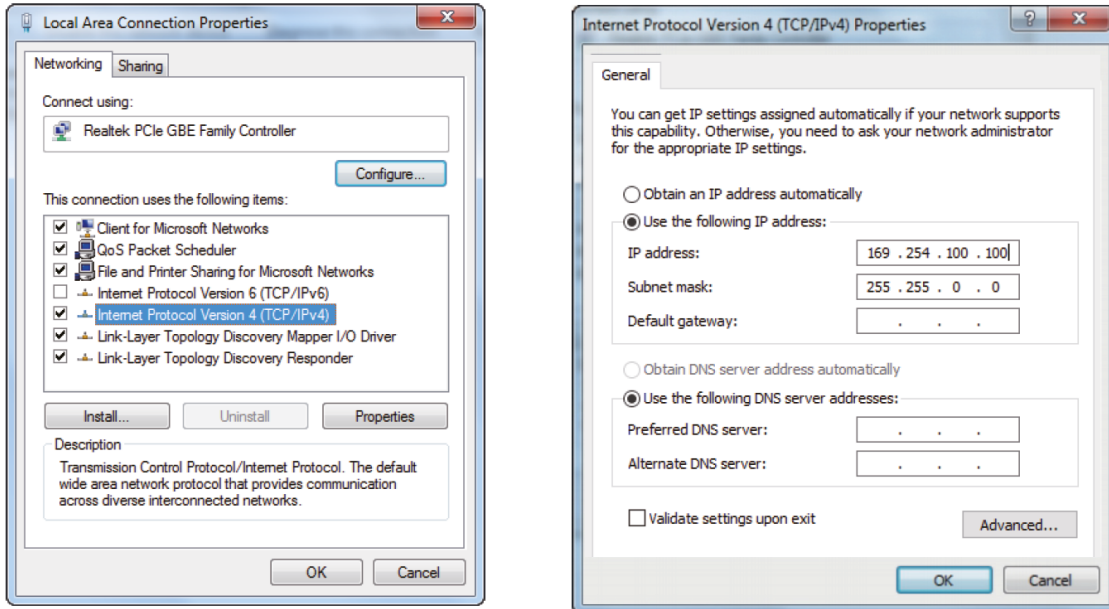 Local Area Connection Properties
Networking
Sharing
Connect using:
Realtek PCIe GBE Family Controller
Configure...
This connection uses the following items:
Client for Microsoft Networks
QoS Packet Scheduler
File and Printer Sharing for Microsoft Networks
Internet Protocol Version 6 (TCP/IPv6)
Internet Protocol Version 4 (TCP/IPv4)
Link-Layer Topology Discovery Mapper I/O Driver
Link-Layer Topology Discovery Responder
Install...
Uninstall
Properties
Description
Transmission Control Protocol/Internet Protocol. The default
wide area network protocol that provides communication
across diverse interconnected networks.
OK
Cancel
Internet Protocol Version 4 (TCP/IPv4) Properties
General
You can get IP settings assigned automatically if your network supports
this capability. Otherwise, you need to ask your network administrator
for the appropriate IP settings.
Obtain an IP address automatically
Use the following IP address:
IP address: 169 . 254 . 100 . 100
Subnet mask: 255 . 255 . 0 . 0
Default gateway: . . .
Obtain DNS server address automatically
Use the following DNS server addresses:
Preferred DNS server: . . .
Alternate DNS server: . . .
Validate settings upon exit
Advanced...
OK
Cancel